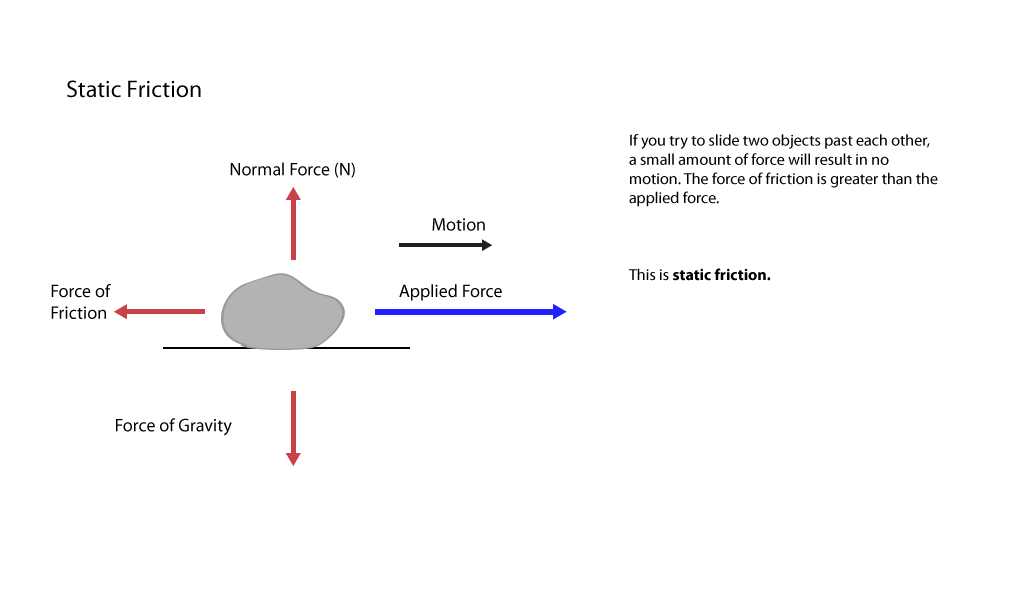 Static Friction
Normal Force (N)
Motion
Force of
Friction
Applied Force
Force of Gravity
If you try to slide two objects past each other,
a small amount of force will result in no
motion. The force of friction is greater than the
applied force.
This is static friction.